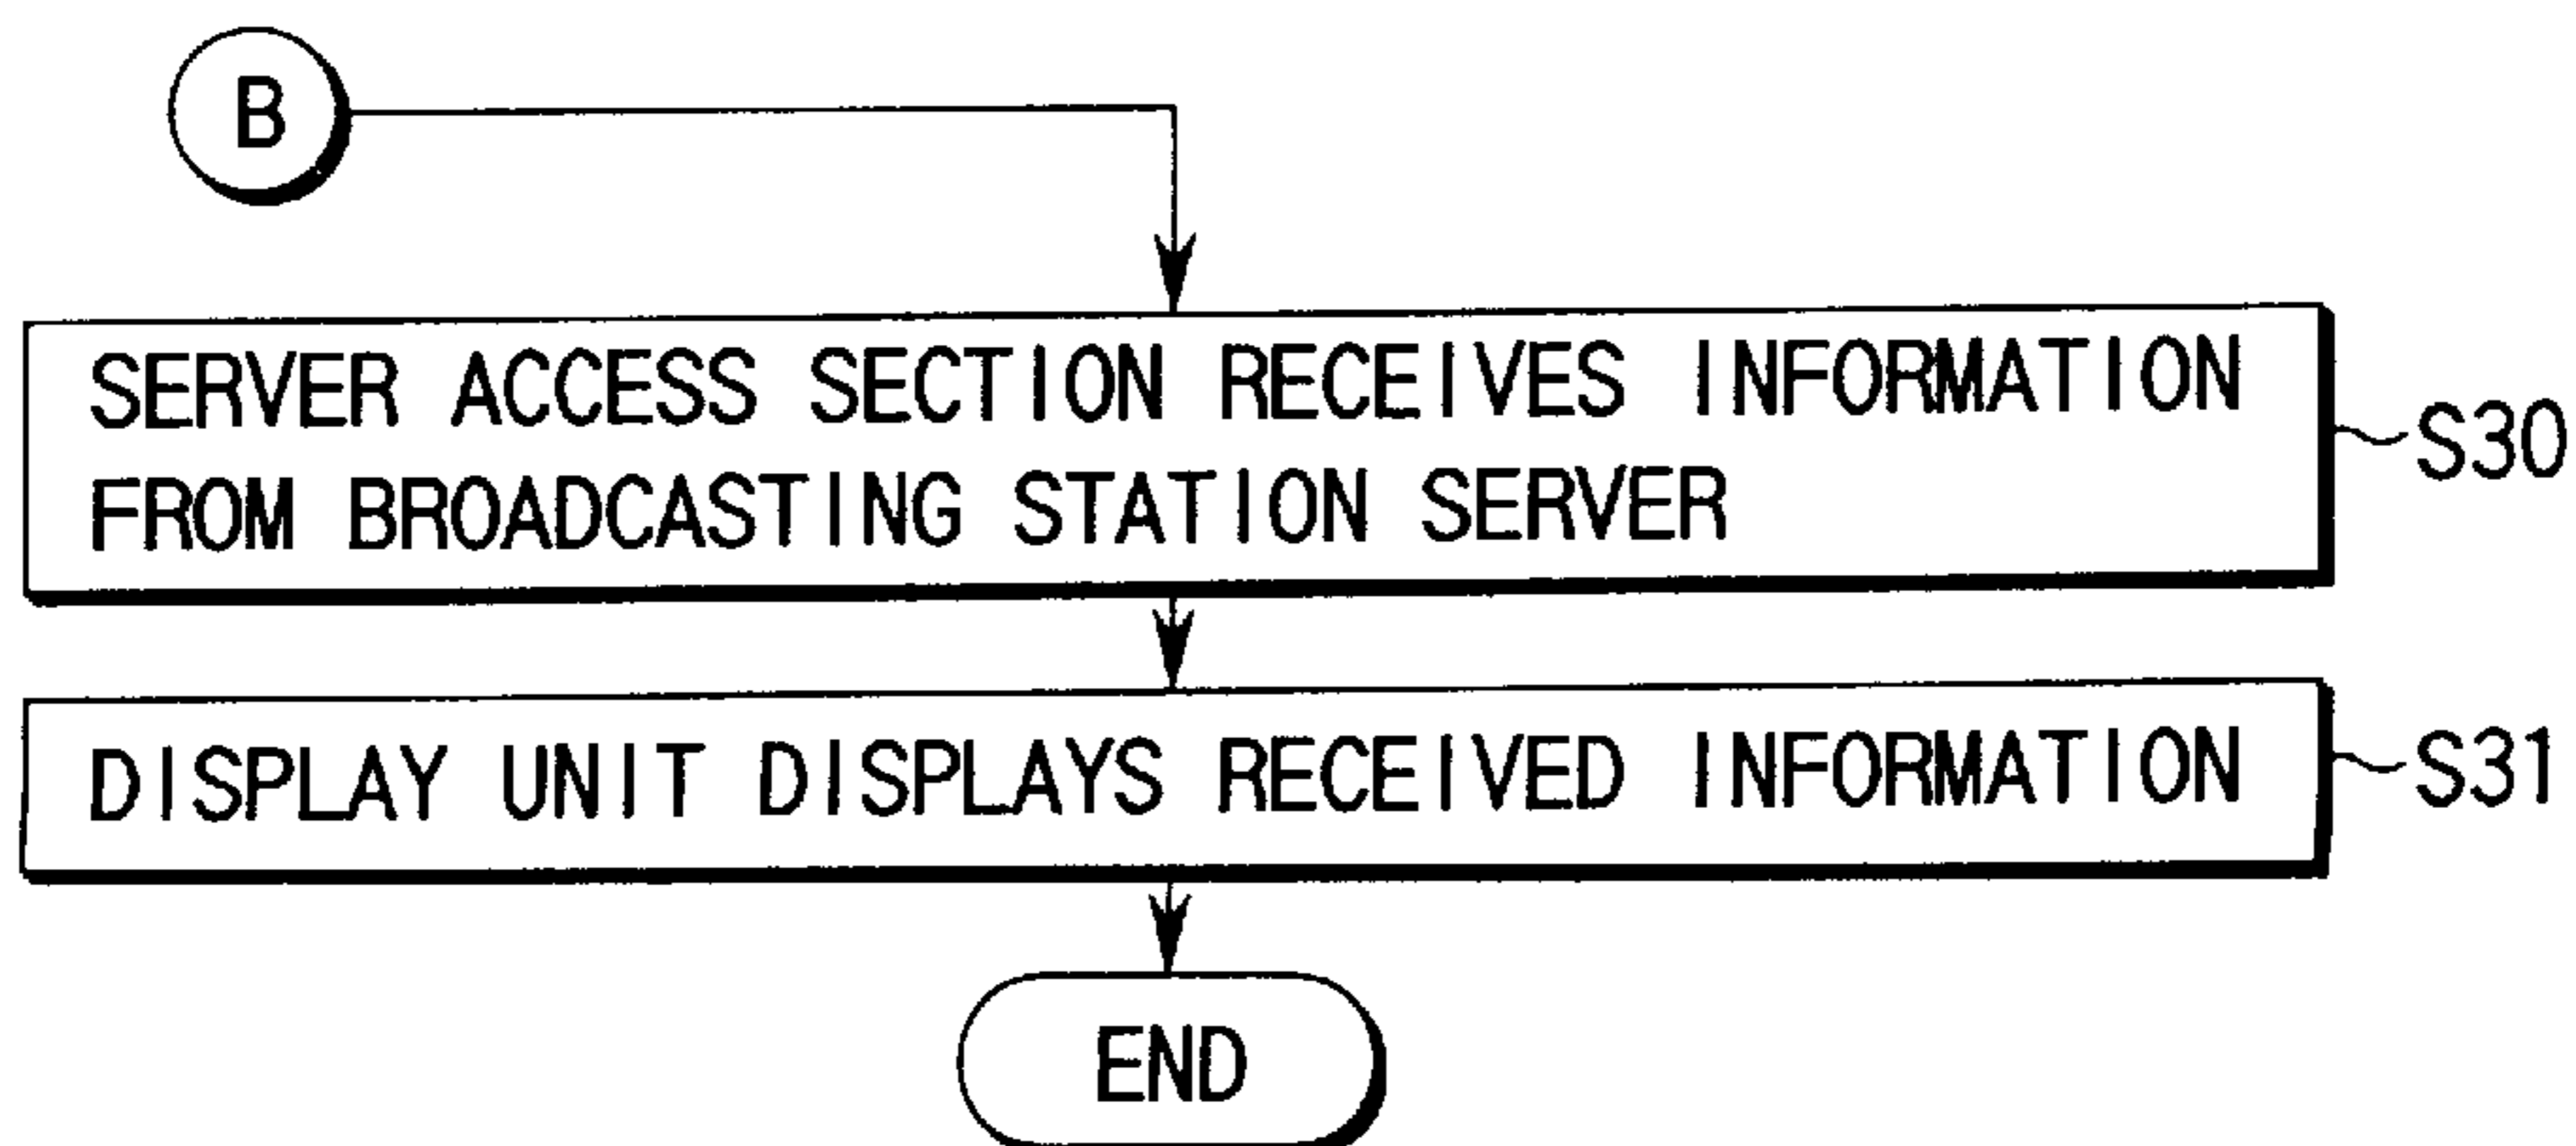 B
SERVER ACCESS SECTION RECEIVES INFORMATION
FROM BROADCASTING STATION SERVER
S30
DISPLAY UNIT DISPLAYS RECEIVED INFORMATION
S31
END